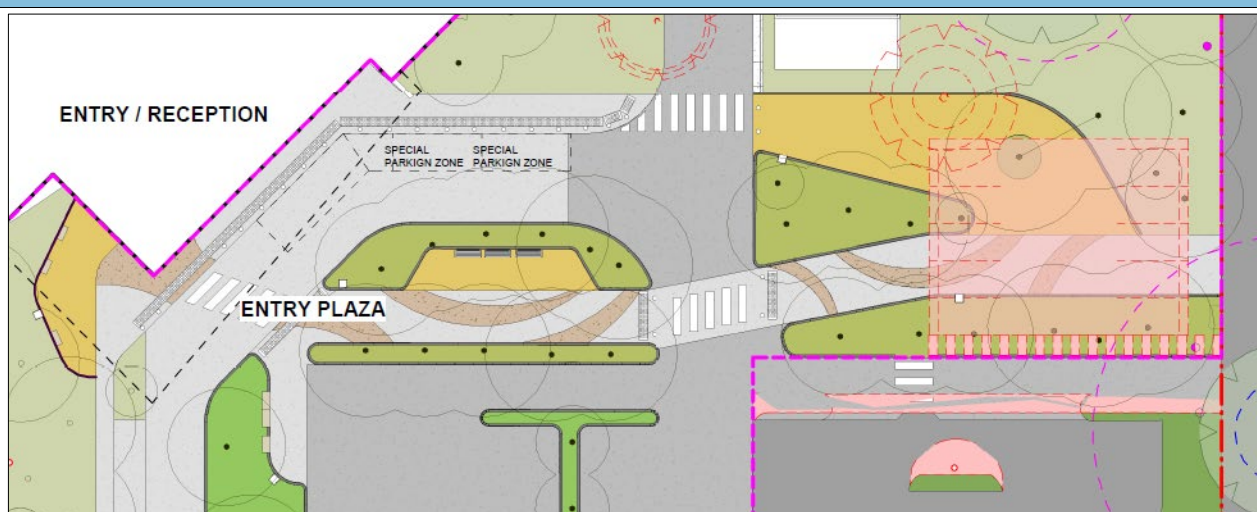 ENTRY / RECEPTION
SPECIAL
PARKIGN ZONE
SPECIAL
PARKIGN ZONE
ENTRY PLAZA